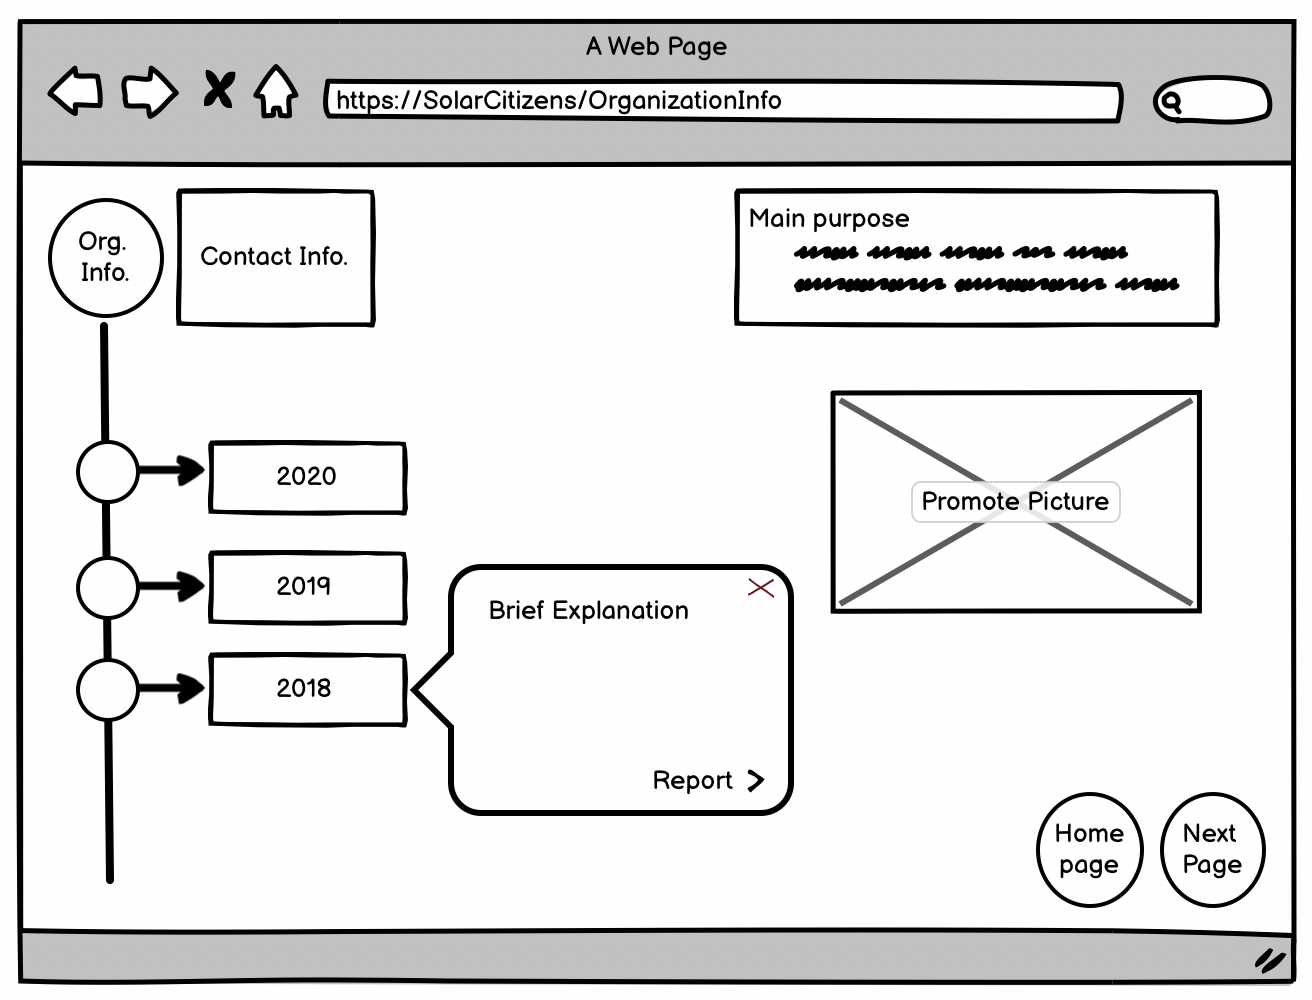 A Web Page
https://SolarCitizens/OrganizationInfo
Org.
Info.
Contact Info.
Main purpose
2020
Promote Picture
2019
Brief Explanation
2018
Report
Home
page
Next
Page